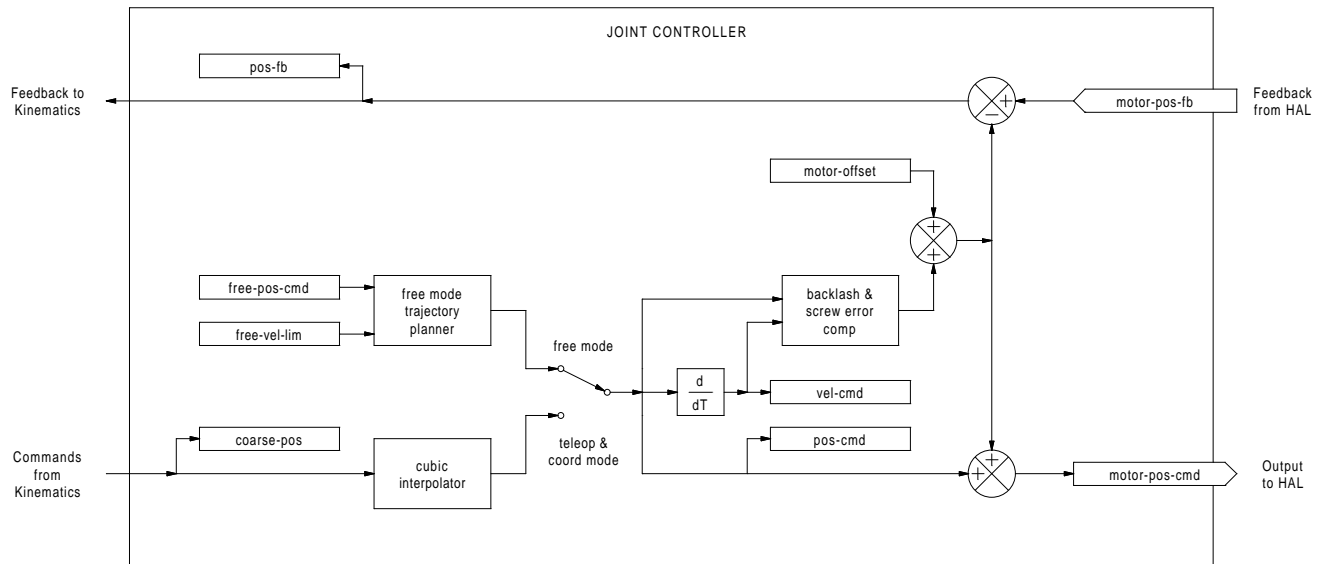 JOINT CONTROLLER
pos-fb
Feedback to
Kinematics
+
−
motor-pos-fb
Feedback
from HAL
motor-offset
+
+
free-pos-cmd
free-vel-lim
free mode
trajectory
planner
backlash &
screw error
comp
free mode
d
dT
vel-cmd
teleop &
coord mode
coarse-pos
pos-cmd
Commands
from
Kinematics
cubic
interpolator
+
+
motor-pos-cmd
Output
to HAL